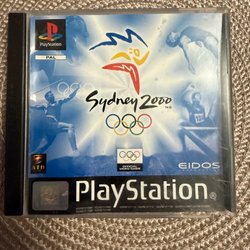 PlayStation
PAL
Sydney 2000
EIDOS
PlayStation